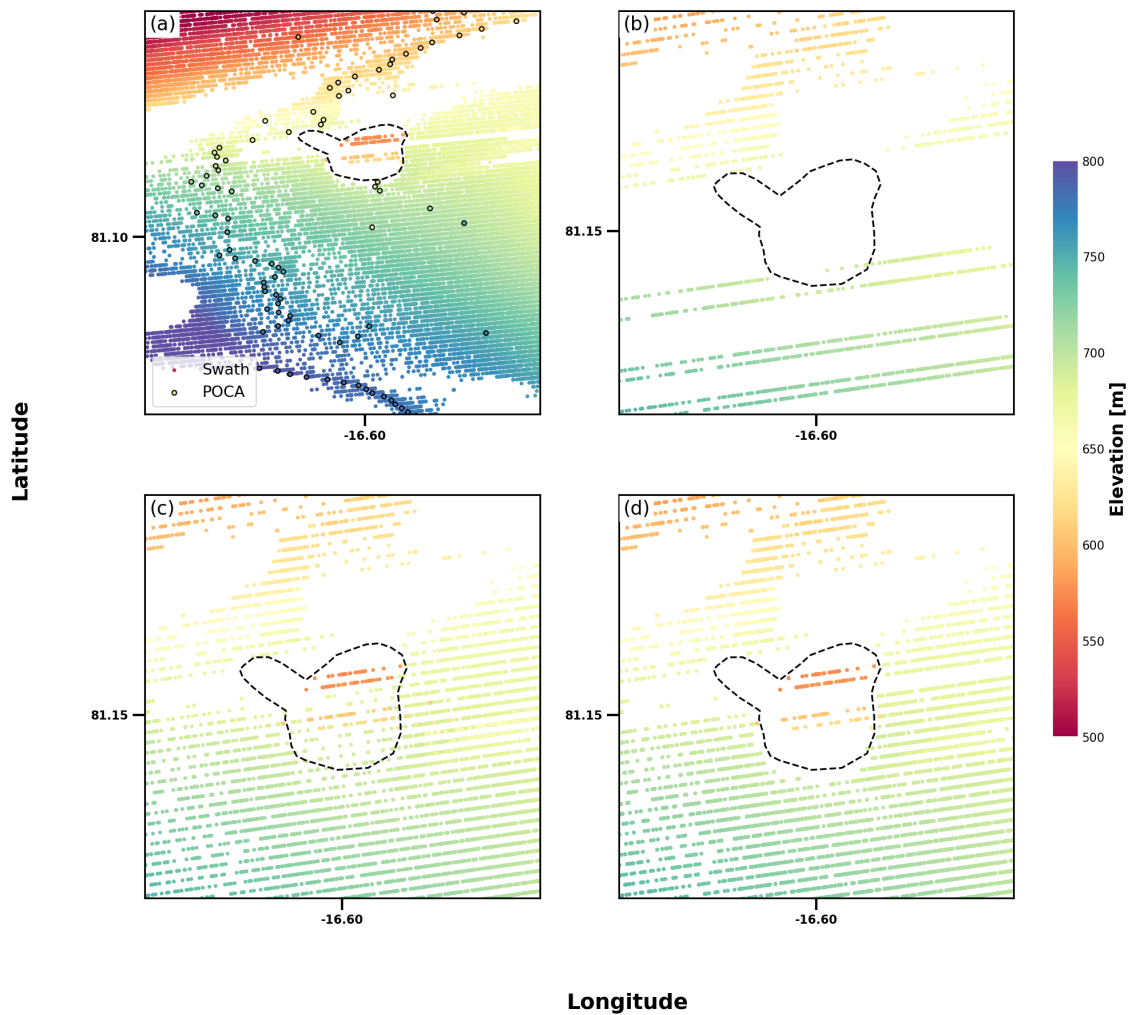 (a)
(b)
81.10
81.15
Swath
POCA
-16.60
-16.60
(c)
(d)
81.15
81.15
-16.60
-16.60
Latitude
Longitude
800
750
700
650
600
550
500
Elevation [m]